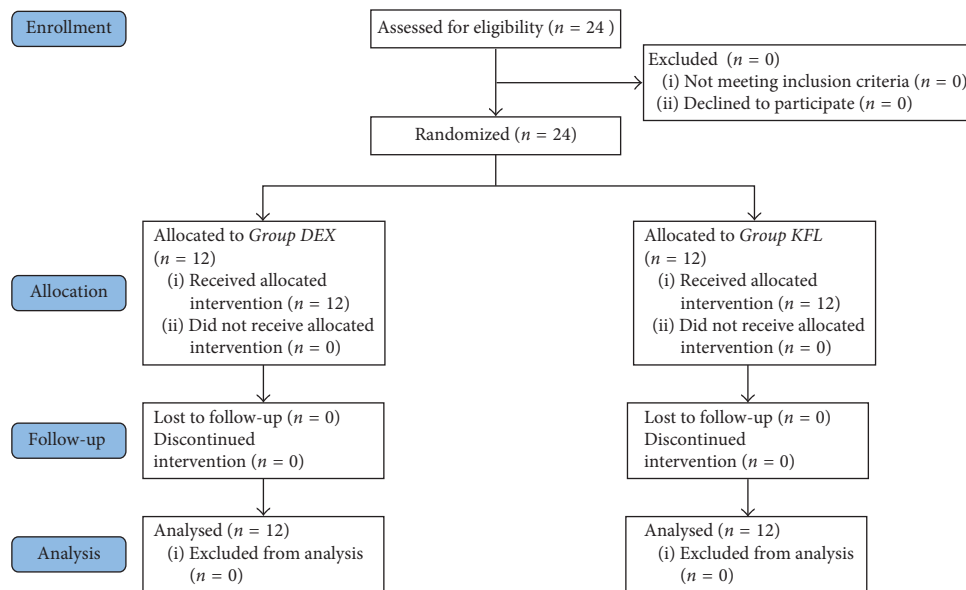 Enrollment
Assessed for eligibility (n = 24 )
Excluded (n = 0)
(i) Not meeting inclusion criteria (n = 0)
(ii) Declined to participate (n = 0)
Randomized (n = 24)
Allocation
Allocated to Group DEX
(n = 12)
(i) Received allocated
intervention (n = 12)
(ii) Did not receive allocated
intervention (n = 0)
Allocated to Group KFL
(n = 12)
(i) Received allocated
intervention (n = 12)
(ii) Did not receive allocated
intervention (n = 0)
Follow-up
Lost to follow-up (n = 0)
Discontinued
intervention (n = 0)
Lost to follow-up (n = 0)
Discontinued
intervention (n = 0)
Analysis
Analysed (n = 12)
(i) Excluded from analysis
(n = 0)
Analysed (n = 12)
(i) Excluded from analysis
(n = 0)